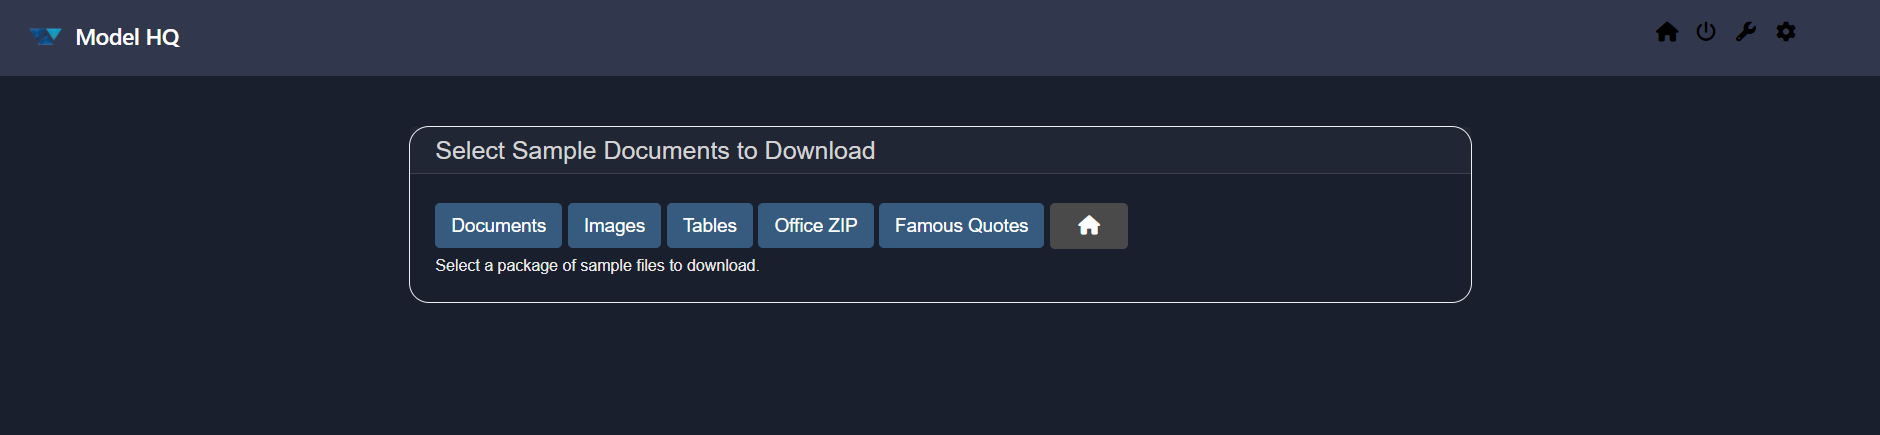 Model HQ
Select Sample Documents to Download
Documents Images Tables Office ZIP Famous Quotes
Select a package of sample files to download.